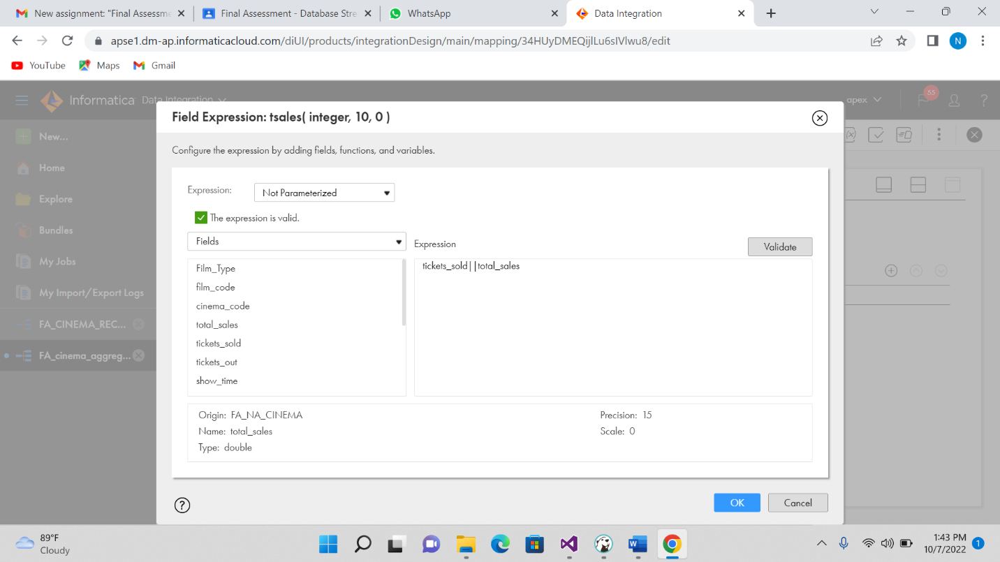 New assignment: "Final Assessme
Final Assessment - Database Stre
WhatsApp
Data Integration
apse1.dm-ap.informaticacloud.com/diUI/products/integrationDesign/main/mapping/34HUyDMEQijlLu6sIVlwu8/edit
N
YouTube
Maps
Gmail
Informatica
Data Integration
apex
55
?
New...
Home
Explore
Bundles
My Jobs
My Import/Export Logs
FA_CINEMA_REC...
FA_cinema_aggreg...
Field Expression: tsales( integer, 10, 0 )
Configure the expression by adding fields, functions, and variables.
Expression:
Not Parameterized
The expression is valid.
Fields
Expression
Validate
Film_Type
film_code
cinema_code
total_sales
tickets_sold
tickets_out
show_time
tickets_sold||total_sales
Origin: FA_NA_CINEMA
Precision: 15
Name: total_sales
Scale: 0
Type: double
?
OK
Cancel
89°F
Cloudy
1:43 PM
10/7/2022
1